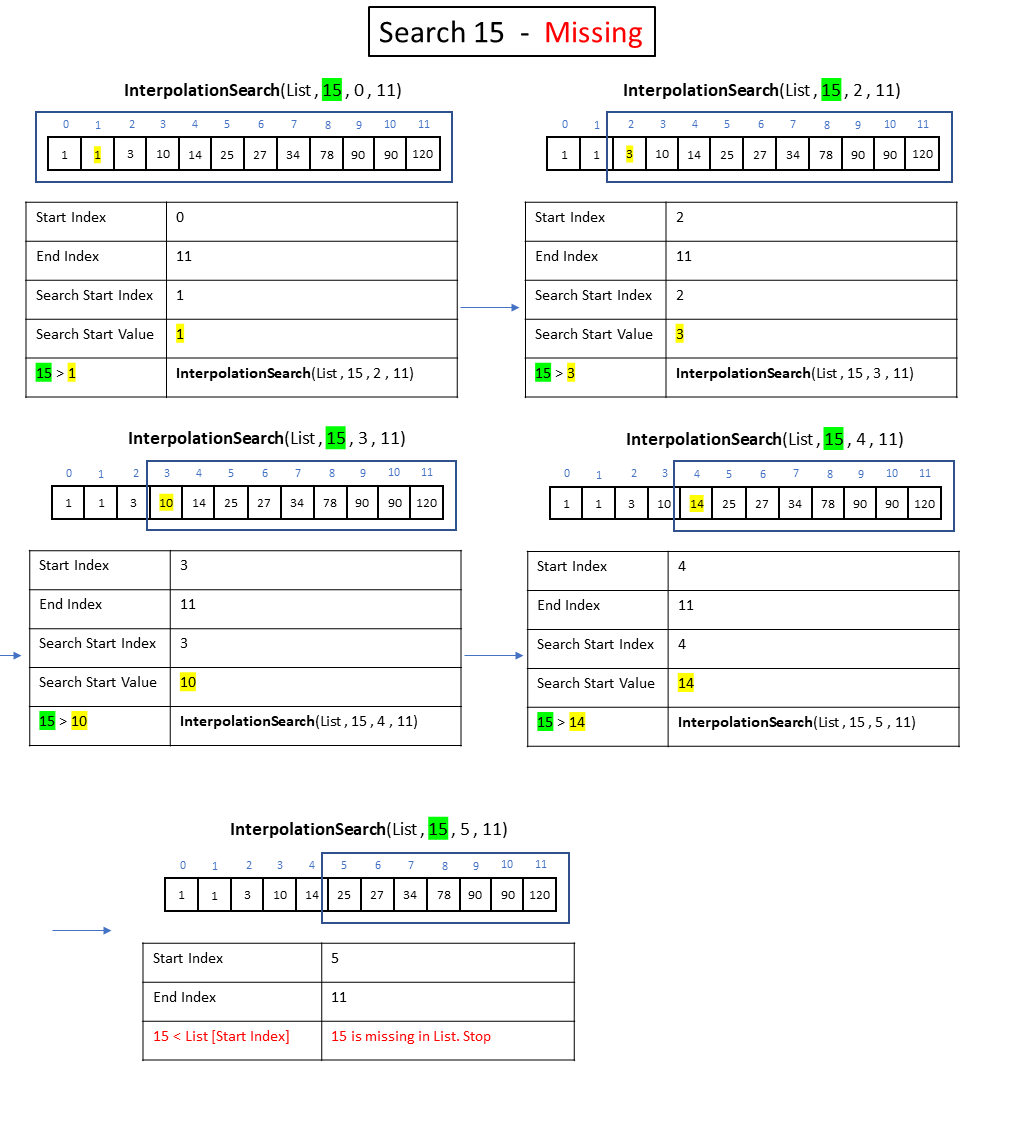 Search 15 - Missing
InterpolationSearch(List , 15 , 0 , 11)
0 1 2 3 4 5 6 7 8 9 10 11
1 1 3 10 14 25 27 34 78 90 90 120
Start Index 0
End Index 11
Search Start Index 1
Search Start Value 1
15 > 1 InterpolationSearch(List , 15 , 2 , 11)
InterpolationSearch(List , 15 , 2 , 11)
0 1 2 3 4 5 6 7 8 9 10 11
1 1 3 10 14 25 27 34 78 90 90 120
Start Index 2
End Index 11
Search Start Index 2
Search Start Value 3
15 > 3 InterpolationSearch(List , 15 , 3 , 11)
InterpolationSearch(List , 15 , 3 , 11)
0 1 2 3 4 5 6 7 8 9 10 11
1 1 3 10 14 25 27 34 78 90 90 120
Start Index 3
End Index 11
Search Start Index 3
Search Start Value 10
15 > 10 InterpolationSearch(List , 15 , 4 , 11)
InterpolationSearch(List , 15 , 4 , 11)
0 1 2 3 4 5 6 7 8 9 10 11
1 1 3 10 14 25 27 34 78 90 90 120
Start Index 4
End Index 11
Search Start Index 4
Search Start Value 14
15 > 14 InterpolationSearch(List , 15 , 5 , 11)
InterpolationSearch(List , 15 , 5 , 11)
0 1 2 3 4 5 6 7 8 9 10 11
1 1 3 10 14 25 27 34 78 90 90 120
Start Index 5
End Index 11
15 < List [Start Index] 15 is missing in List. Stop